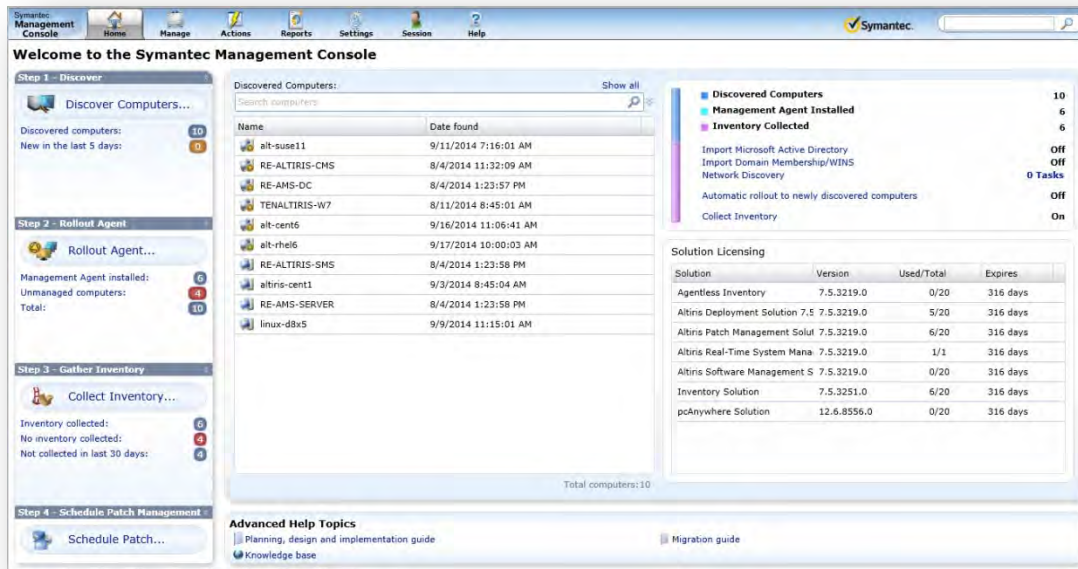 Symantec
Management
Console
Home
Manage
Actions
Reports
Settings
Session
Help
Symantec.
Welcome to the Symantec Management Console
Step 1 - Discover
Discover Computers...
Discovered computers: 10
New in the last 5 days: 0
Step 2 - Rollout Agent
Rollout Agent...
Management Agent installed: 6
Unmanaged computers: 4
Total: 10
Step 3 - Gather Inventory
Collect Inventory...
Inventory collected: 6
No inventory collected: 4
Not collected in last 30 days: 4
Step 4 - Schedule Patch Management
Schedule Patch...
Discovered Computers: Show all
Search computers
Name Date found
alt-suse11 9/11/2014 7:16:01 AM
RE-ALTIRIS-CMS 8/4/2014 11:32:09 AM
RE-AMS-DC 8/4/2014 1:23:57 PM
TENALTIRIS-W7 8/11/2014 8:45:01 AM
alt-cent6 9/16/2014 11:06:41 AM
alt-rhel6 9/17/2014 10:00:03 AM
RE-ALTIRIS-SMS 8/4/2014 1:23:58 PM
altiris-cent1 9/3/2014 8:45:04 AM
RE-AMS-SERVER 8/4/2014 1:23:58 PM
linux-d8x5 9/9/2014 11:15:01 AM
Total computers:10
Discovered Computers 10
Management Agent Installed 6
Inventory Collected 6
Import Microsoft Active Directory Off
Import Domain Membership/WINS Off
Network Discovery 0 Tasks
Automatic rollout to newly discovered computers Off
Collect Inventory On
Solution Licensing
Solution Version Used/Total Expires
Agentless Inventory 7.5.3219.0 0/20 316 days
Altiris Deployment Solution 7.5 7.5.3219.0 5/20 316 days
Altiris Patch Management Solut 7.5.3219.0 6/20 316 days
Altiris Real-Time System Mana 7.5.3219.0 1/1 316 days
Altiris Software Management S 7.5.3219.0 0/20 316 days
Inventory Solution 7.5.3251.0 6/20 316 days
pcAnywhere Solution 12.6.8556.0 0/20 316 days
Advanced Help Topics
Planning, design and implementation guide
Migration guide
Knowledge base